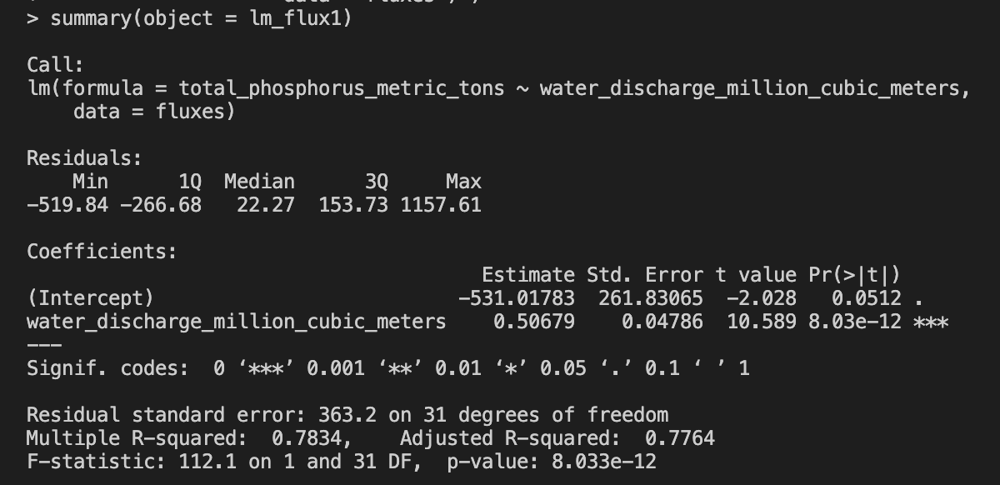 > summary(object = lm_flux1)
Call:
lm(formula = total_phosphorus_metric_tons ~ water_discharge_million_cubic_meters,
    data = fluxes)
Residuals:
    Min      1Q  Median      3Q     Max
-519.84 -266.68   22.27  153.73 1157.61
Coefficients:
                                       Estimate Std. Error t value Pr(>|t|)
(Intercept)                          -531.01783  261.83065  -2.028   0.0512 .
water_discharge_million_cubic_meters    0.50679    0.04786  10.589 8.03e-12 ***
---
Signif. codes:  0 ‘***’ 0.001 ‘**’ 0.01 ‘*’ 0.05 ‘.’ 0.1 ‘ ’ 1
Residual standard error: 363.2 on 31 degrees of freedom
Multiple R-squared:  0.7834,	Adjusted R-squared:  0.7764
F-statistic: 112.1 on 1 and 31 DF,  p-value: 8.033e-12